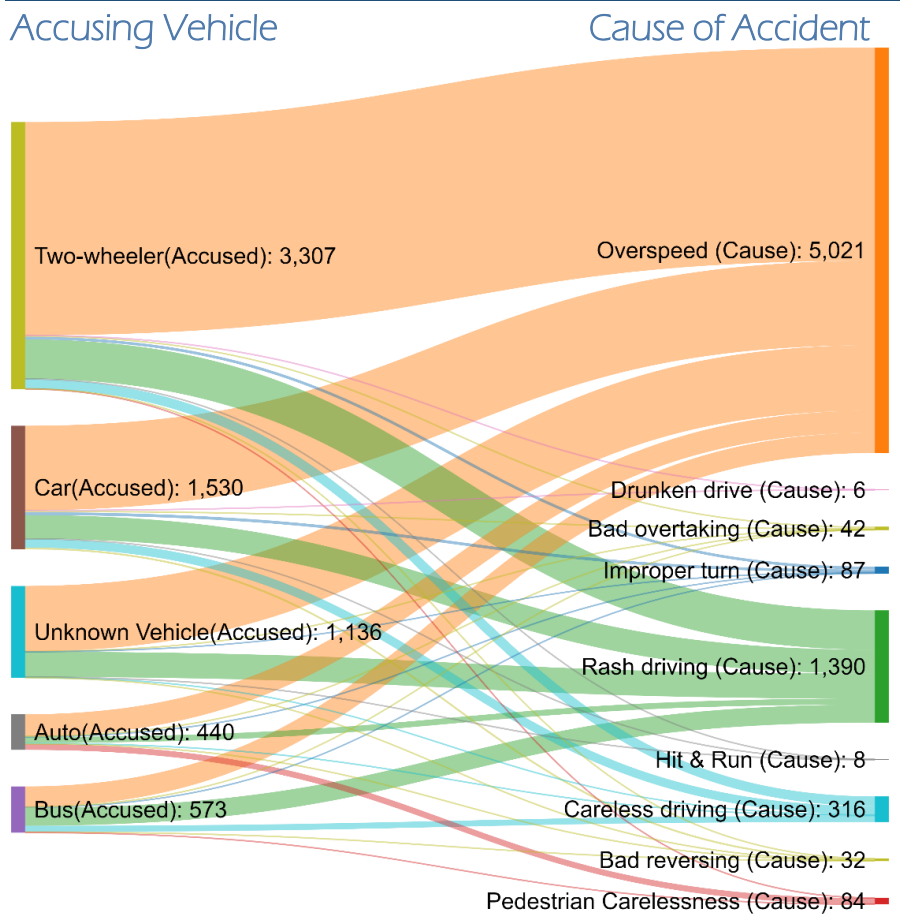 Accusing Vehicle
Cause of Accident
Two-wheeler(Accused): 3,307
Overspeed (Cause): 5,021
Car(Accused): 1,530
Drunken drive (Cause): 6
Bad overtaking (Cause): 42
Improper turn (Cause): 87
Unknown Vehicle(Accused): 1,136
Rash driving (Cause): 1,390
Auto(Accused): 440
Hit & Run (Cause): 8
Bus(Accused): 573
Careless driving (Cause): 316
Bad reversing (Cause): 32
Pedestrian Carelessness (Cause): 84